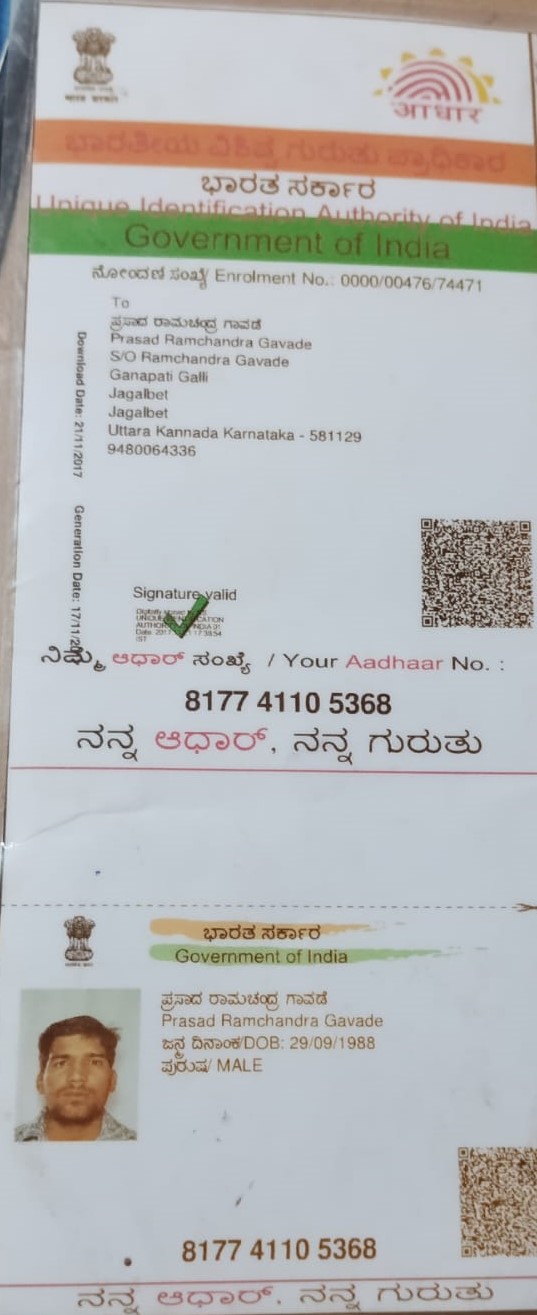 भारत सरकार
आधार
ಭಾರತೀಯ ವಿಶಿಷ್ಟ ಗುರುತು ಪ್ರಾಧಿಕಾರ
ಭಾರತ ಸರ್ಕಾರ
Unique Identification Authority of India
Government of India
ನೋಂದಣಿ ಸಂಖ್ಯೆ/ Enrolment No.: 0000/00476/74471
To
ಪ್ರಸಾದ ರಾಮಚಂದ್ರ ಗಾವಡೆ
Prasad Ramchandra Gavade
S/O Ramchandra Gavade
Ganapati Galli
Jagalbet
Jagalbet
Uttara Kannada Karnataka - 581129
9480064336
Download Date: 21/11/2017
Generation Date: 17/11/
Signature valid
ನಿಮ್ಮ ಆಧಾರ್ ಸಂಖ್ಯೆ / Your Aadhaar No. :
8177 4110 5368
ನನ್ನ ಆಧಾರ್, ನನ್ನ ಗುರುತು
ಭಾರತ ಸರ್ಕಾರ
Government of India
ಪ್ರಸಾದ ರಾಮಚಂದ್ರ ಗಾವಡೆ
Prasad Ramchandra Gavade
ಜನ್ಮ ದಿನಾಂಕ/DOB: 29/09/1988
ಪುರುಷ/ MALE
8177 4110 5368
ನನ್ನ ಆಧಾರ್, ನನ್ನ ಗುರುತು